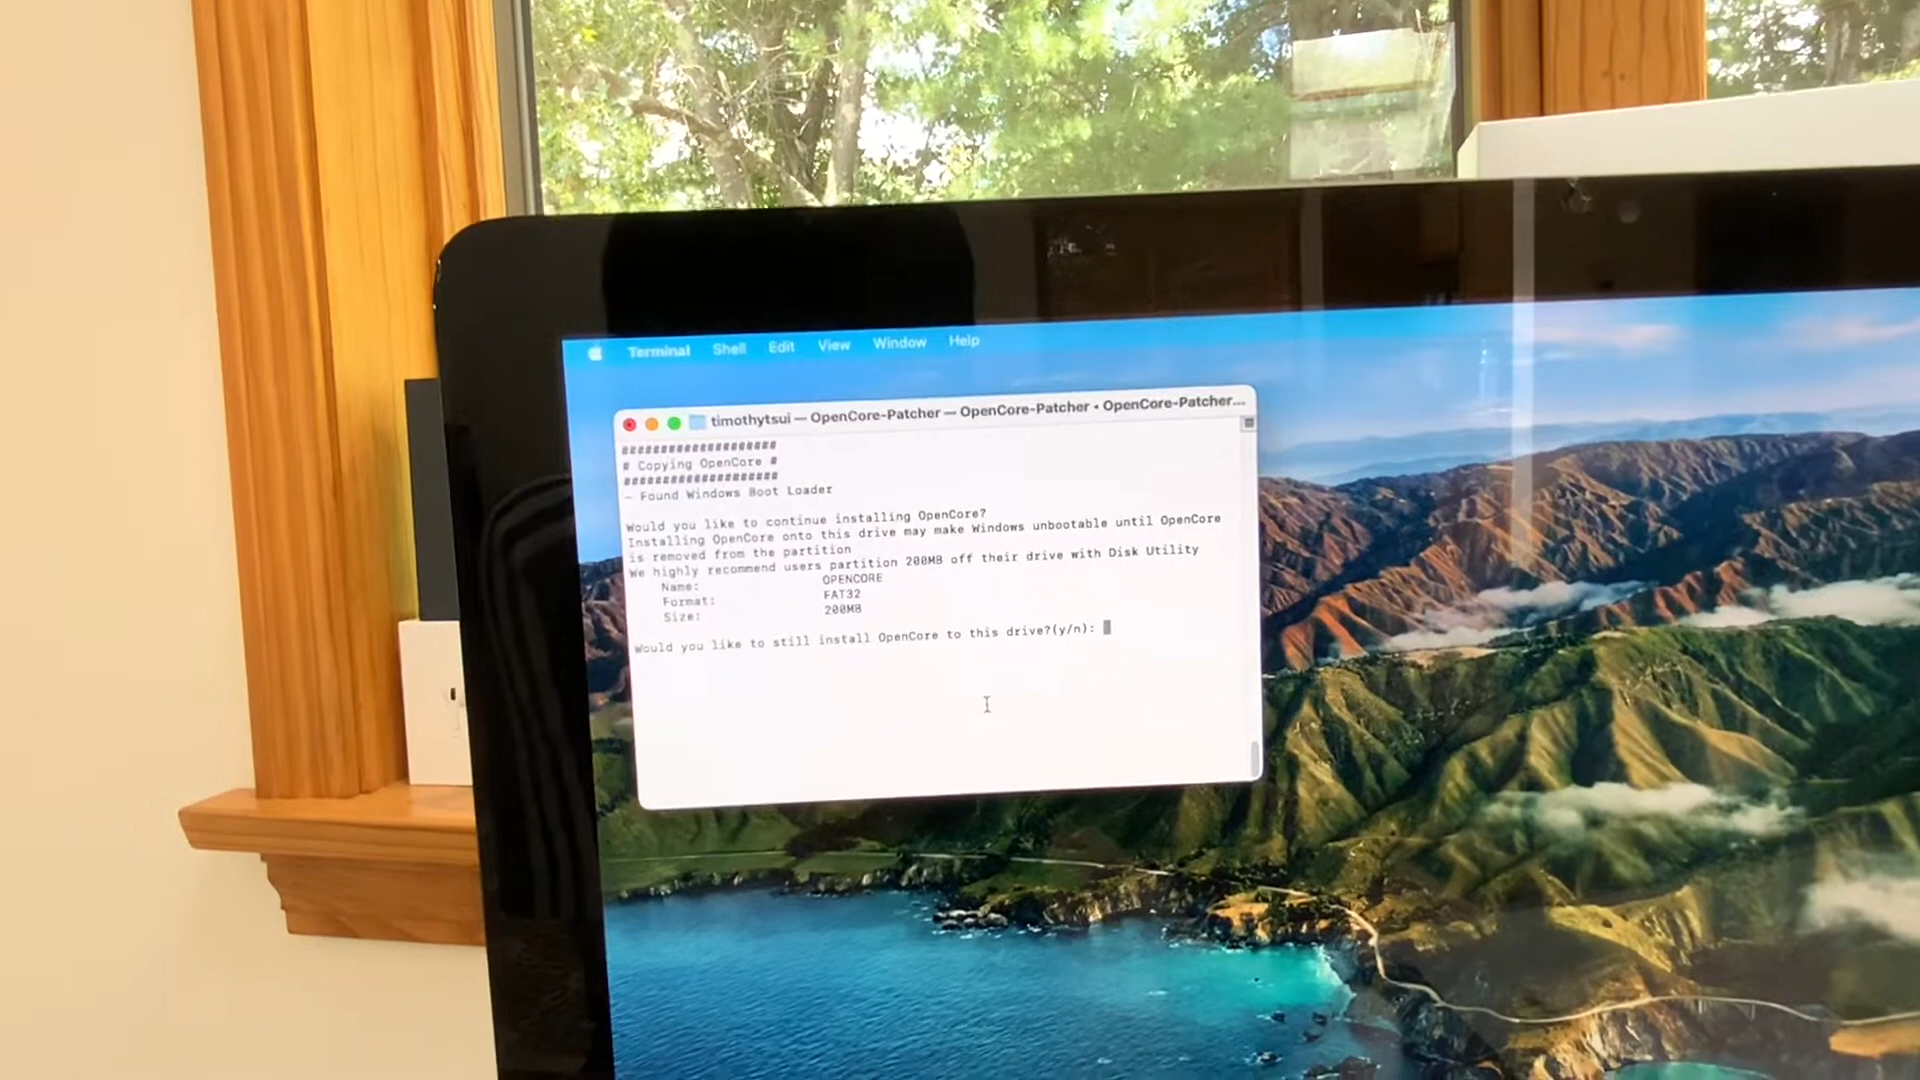 Terminal Shell Edit View Window Help
timothytsui — OpenCore-Patcher — OpenCore-Patcher • OpenCore-Patcher...
####################
# Copying OpenCore #
####################
- Found Windows Boot Loader
Would you like to continue installing OpenCore?
Installing OpenCore onto this drive may make Windows unbootable until OpenCore
is removed from the partition
We highly recommend users partition 200MB off their drive with Disk Utility
Name: OPENCORE
Format: FAT32
Size: 200MB
Would you like to still install OpenCore to this drive?(y/n):